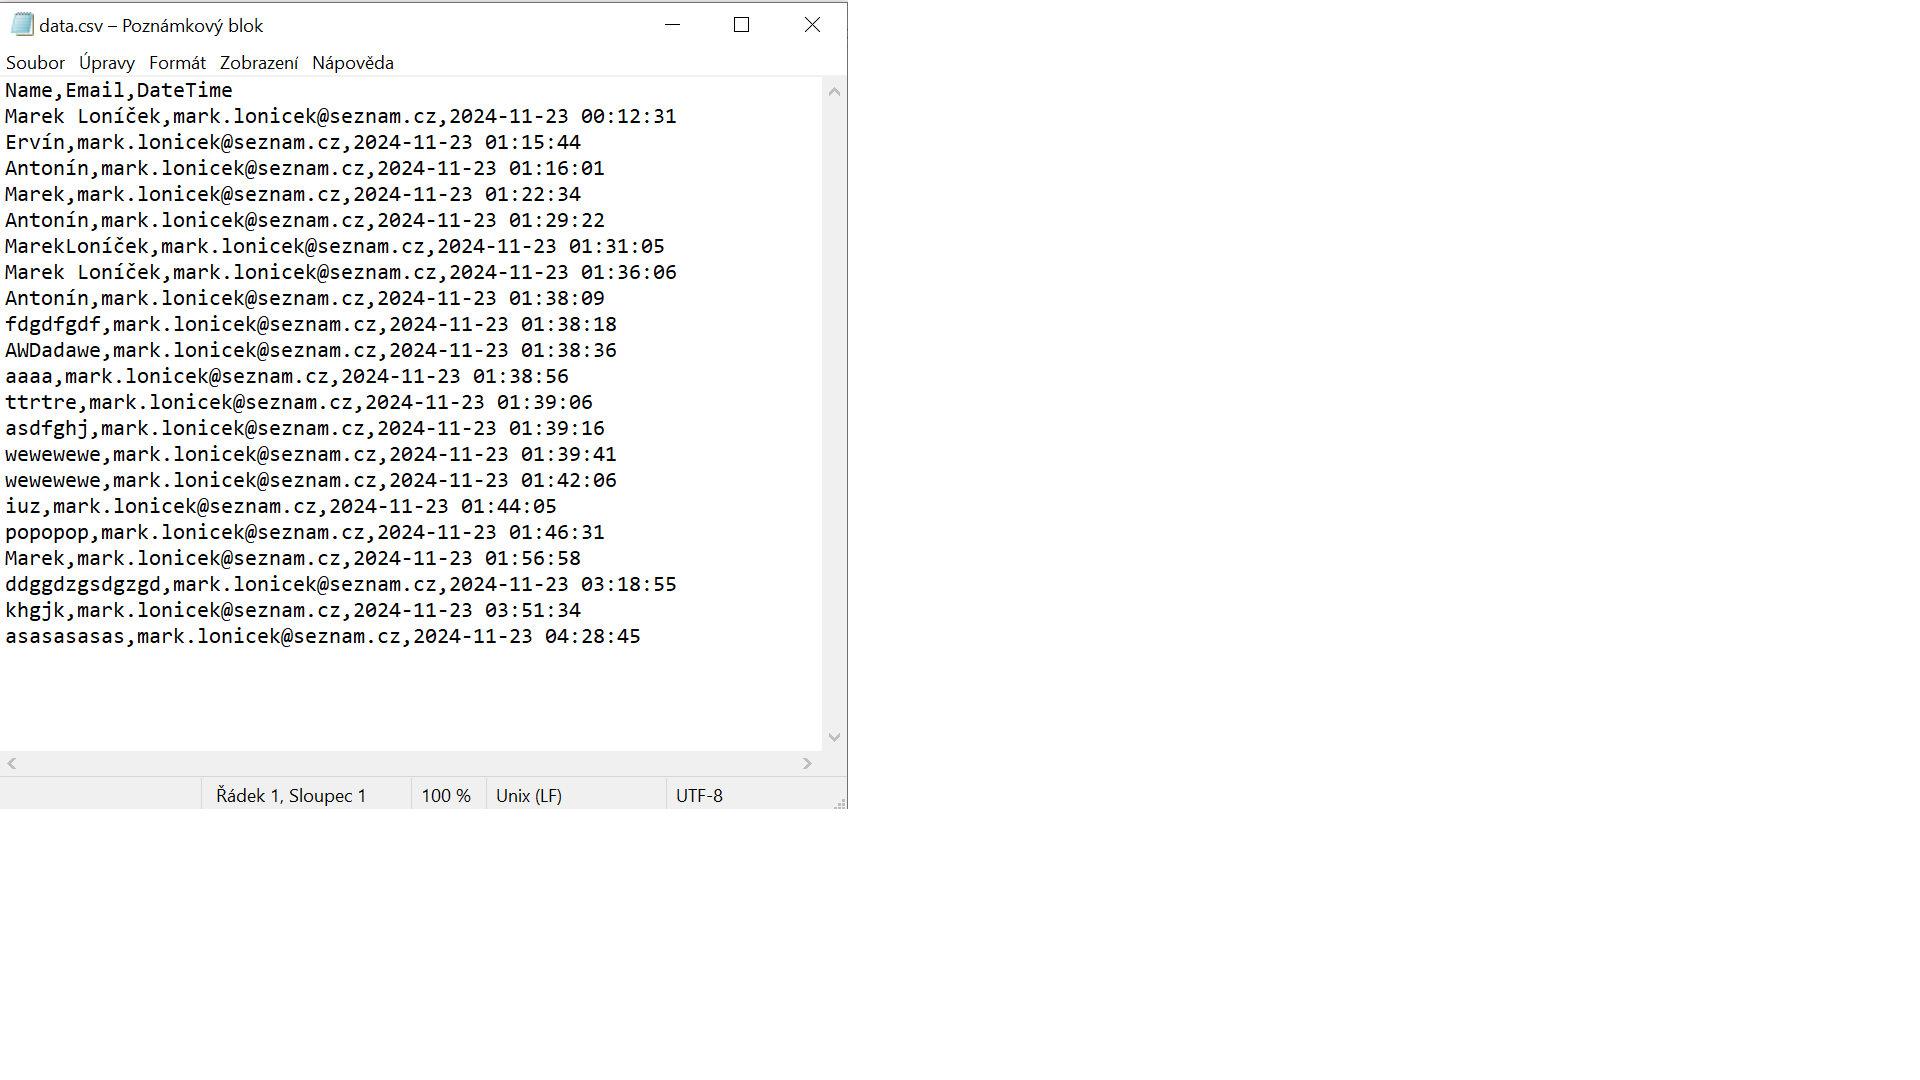 data.csv – Poznámkový blok
Soubor Úpravy Formát Zobrazení Nápověda
Name,Email,DateTime
Marek Loníček,mark.lonicek@seznam.cz,2024-11-23 00:12:31
Ervín,mark.lonicek@seznam.cz,2024-11-23 01:15:44
Antonín,mark.lonicek@seznam.cz,2024-11-23 01:16:01
Marek,mark.lonicek@seznam.cz,2024-11-23 01:22:34
Antonín,mark.lonicek@seznam.cz,2024-11-23 01:29:22
MarekLoníček,mark.lonicek@seznam.cz,2024-11-23 01:31:05
Marek Loníček,mark.lonicek@seznam.cz,2024-11-23 01:36:06
Antonín,mark.lonicek@seznam.cz,2024-11-23 01:38:09
fdgdfgdf,mark.lonicek@seznam.cz,2024-11-23 01:38:18
AWDadawe,mark.lonicek@seznam.cz,2024-11-23 01:38:36
aaaa,mark.lonicek@seznam.cz,2024-11-23 01:38:56
ttrtre,mark.lonicek@seznam.cz,2024-11-23 01:39:06
asdfghj,mark.lonicek@seznam.cz,2024-11-23 01:39:16
wewewewe,mark.lonicek@seznam.cz,2024-11-23 01:39:41
wewewewe,mark.lonicek@seznam.cz,2024-11-23 01:42:06
iuz,mark.lonicek@seznam.cz,2024-11-23 01:44:05
popopop,mark.lonicek@seznam.cz,2024-11-23 01:46:31
Marek,mark.lonicek@seznam.cz,2024-11-23 01:56:58
ddggdzgsdgzgd,mark.lonicek@seznam.cz,2024-11-23 03:18:55
khgjk,mark.lonicek@seznam.cz,2024-11-23 03:51:34
asasasasas,mark.lonicek@seznam.cz,2024-11-23 04:28:45
Řádek 1, Sloupec 1 100 % Unix (LF) UTF-8